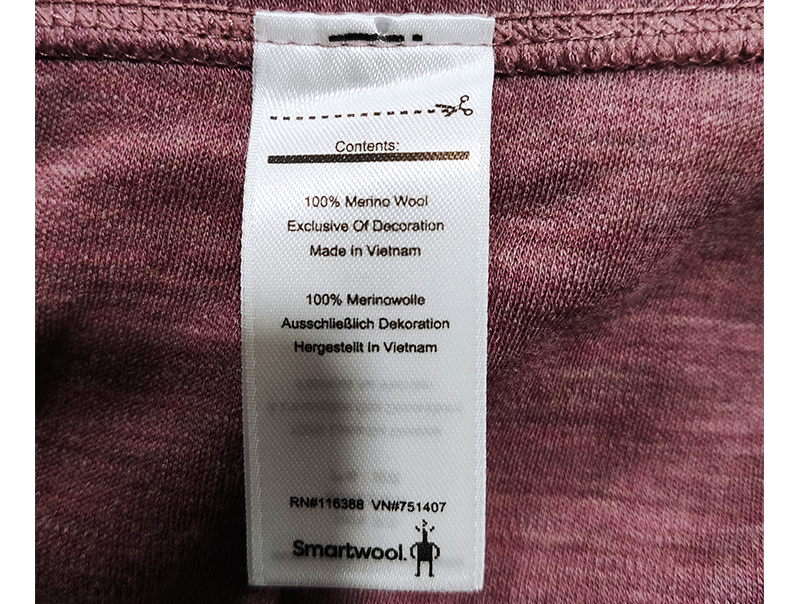 Contents:
100% Merino Wool
Exclusive Of Decoration
Made In Vietnam
100% Merinowolle
Ausschließlich Dekoration
Hergestellt In Vietnam
RN#116388 VN#751407
Smartwool.